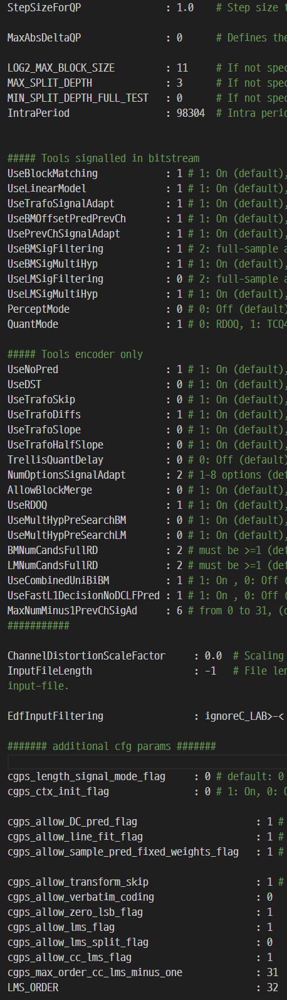 StepSizeForQP : 1.0 # Step size
MaxAbsDeltaQP : 0 # Defines the
LOG2_MAX_BLOCK_SIZE : 11 # If not spec
MAX_SPLIT_DEPTH : 3 # If not spec
MIN_SPLIT_DEPTH_FULL_TEST : 0 # If not spec
IntraPeriod : 98304 # Intra perio
##### Tools signalled in bitstream
UseBlockMatching : 1 # 1: On (default),
UseLinearModel : 1 # 1: On (default),
UseTrafoSignalAdapt : 1 # 1: On (default),
UseBMOffsetPredPrevCh : 1 # 1: On (default),
UsePrevChSignalAdapt : 1 # 1: On (default),
UseBMSigFiltering : 1 # 2: full-sample a
UseBMSigMultiHyp : 1 # 1: On (default),
UseLMSigFiltering : 0 # 2: full-sample a
UseLMSigMultiHyp : 1 # 1: On (default),
PerceptMode : 0 # 0: Off (default)
QuantMode : 1 # 0: RDOQ, 1: TCQ4
##### Tools encoder only
UseNoPred : 1 # 1: On (default),
UseDST : 0 # 1: On (default),
UseTrafoSkip : 0 # 1: On (default),
UseTrafoDiffs : 1 # 1: On (default),
UseTrafoSlope : 0 # 1: On (default),
UseTrafoHalfSlope : 0 # 1: On (default),
TrellisQuantDelay : 0 # 0: Off (default)
NumOptionsSignalAdapt : 2 # 1-8 options (def
AllowBlockMerge : 0 # 1: On (default),
UseRDOQ : 1 # 1: On (default),
UseMultHypPreSearchBM : 0 # 1: On (default),
UseMultHypPreSearchLM : 0 # 1: On (default),
BMNumCandsFullRD : 2 # must be >=1 (def
LMNumCandsFullRD : 2 # must be >=1 (def
UseCombinedUniBiBM : 1 # 1: On , 0: Off (
UseFastL1DecisionNoDCLFPred : 1 # 1: On , 0: Off (
MaxNumMinus1PrevChSigAd : 6 # from 0 to 31, (d
###########
ChannelDistortionScaleFactor : 0.0 # Scaling
InputFileLength : -1 # File len
input-file.
EdfInputFiltering : ignoreC_LAB>-<
####### additional cfg params #######
cgps_length_signal_mode_flag : 0 # default: 0
cgps_ctx_init_flag : 0 # 1: On, 0: O
cgps_allow_DC_pred_flag : 1 #
cgps_allow_line_fit_flag : 1 #
cgps_allow_sample_pred_fixed_weights_flag : 1 #
cgps_allow_transform_skip : 1 #
cgps_allow_verbatim_coding : 0
cgps_allow_zero_lsb_flag : 1
cgps_allow_lms_flag : 1
cgps_allow_lms_split_flag : 0
cgps_allow_cc_lms_flag : 1
cgps_max_order_cc_lms_minus_one : 31
LMS_ORDER : 32